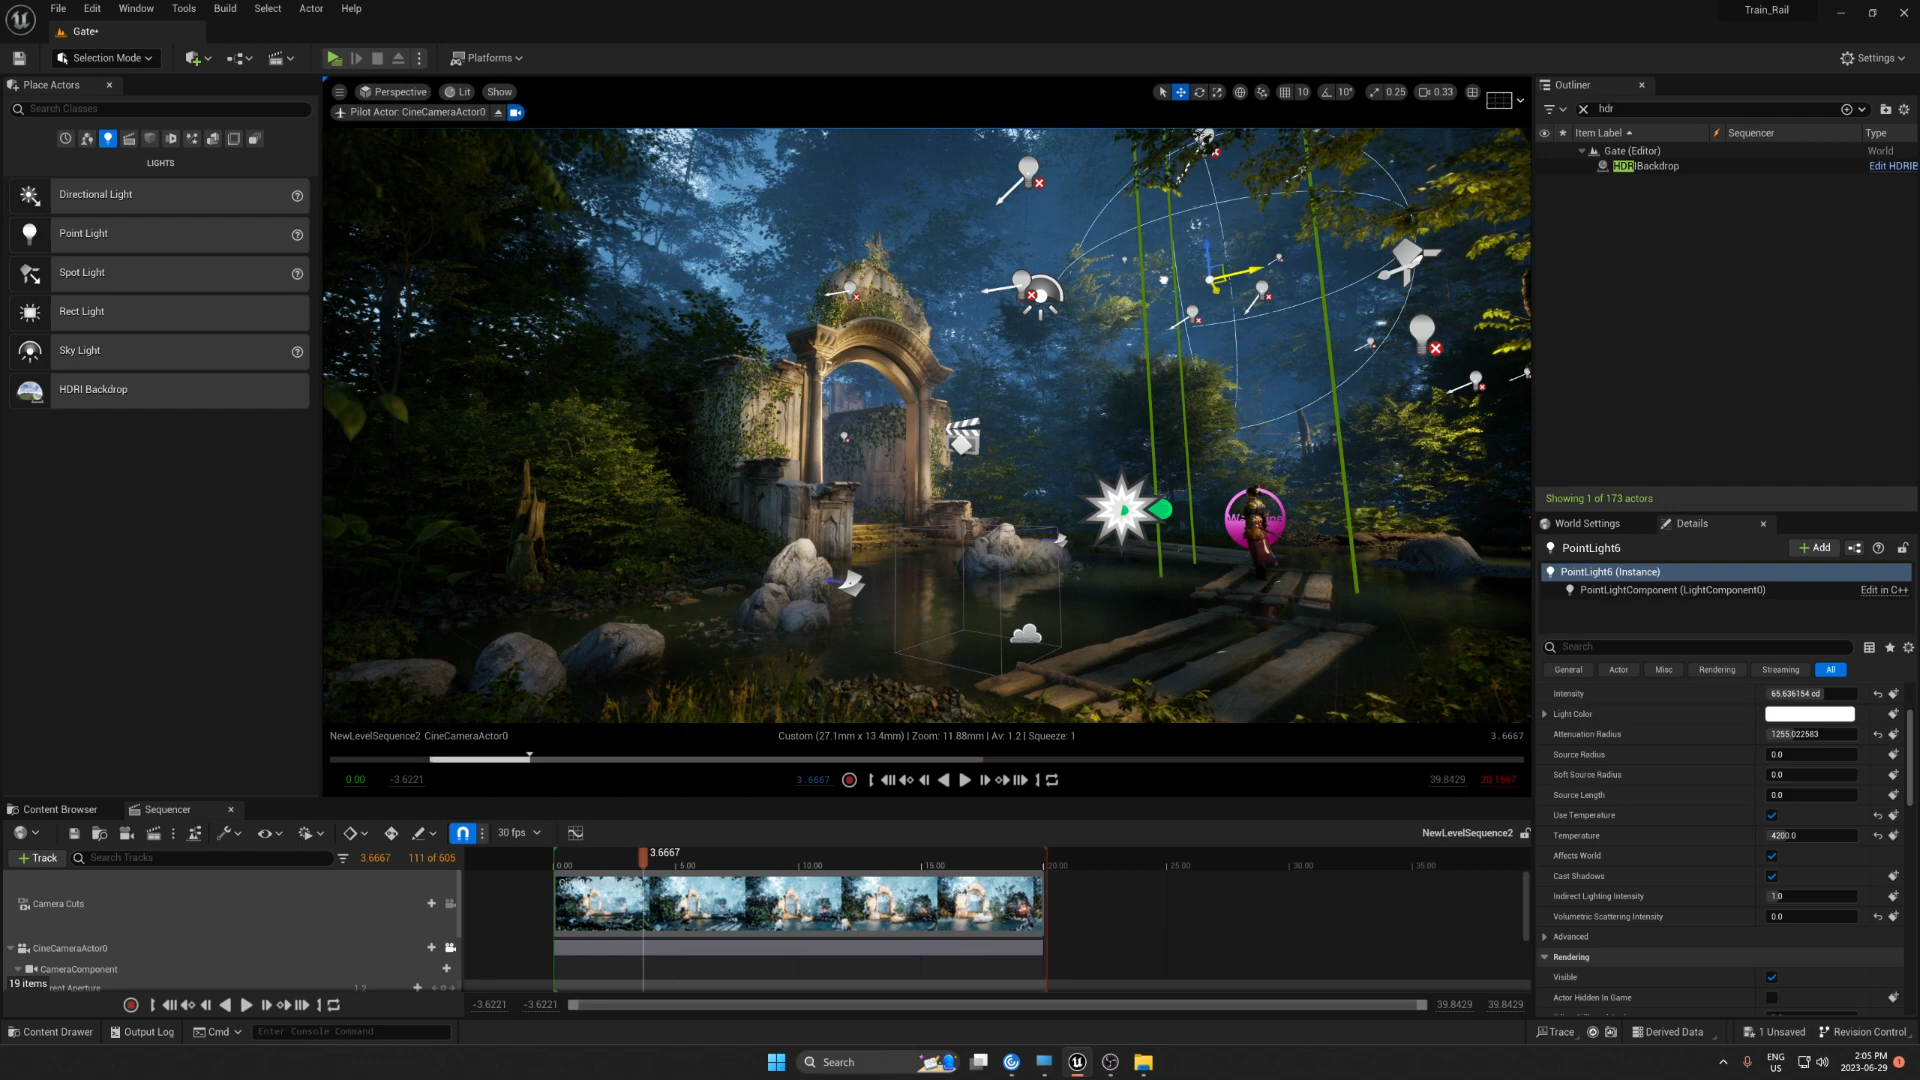 File Edit Window Tools Build Select Actor Help
Train_Rail
Gate*
Selection Mode
Platforms
Settings
Place Actors
Search Classes
LIGHTS
Directional Light
Point Light
Spot Light
Rect Light
Sky Light
HDRI Backdrop
Perspective Lit Show
10 10° 0.25 0.33
Pilot Actor: CineCameraActor0
NewLevelSequence2 CineCameraActor0
Custom (27.1mm x 13.4mm) | Zoom: 11.88mm | Av: 1.2 | Squeeze: 1
3.6667
0.00 -3.6221
3.6667
39.8429 20.1667
Outliner
hdr
Item Label Sequencer Type
Gate (Editor) World
HDRIBackdrop Edit HDRIB
Showing 1 of 173 actors
World Settings Details
PointLight6
Add
PointLight6 (Instance)
PointLightComponent (LightComponent0) Edit in C++
Search
General Actor Misc Rendering Streaming All
Intensity 65.636154 cd
Light Color
Attenuation Radius 1255.022583
Source Radius 0.0
Soft Source Radius 0.0
Source Length 0.0
Use Temperature
Temperature 4200.0
Affects World
Cast Shadows
Indirect Lighting Intensity 1.0
Volumetric Scattering Intensity 0.0
Advanced
Rendering
Visible
Actor Hidden In Game
Content Browser Sequencer
30 fps
NewLevelSequence2
Track
Search Tracks
3.6667 111 of 605
3.6667
0.00 5.00 10.00 15.00 20.00 25.00 30.00 35.00
Camera Cuts
CineCameraActor0
CameraComponent
19 items
1.2
-3.6221 -3.6221
39.8429 39.8429
Content Drawer Output Log Cmd Enter Console Command
Trace Derived Data 1 Unsaved Revision Control
Search
ENG
US
2:05 PM
2023-06-29
1